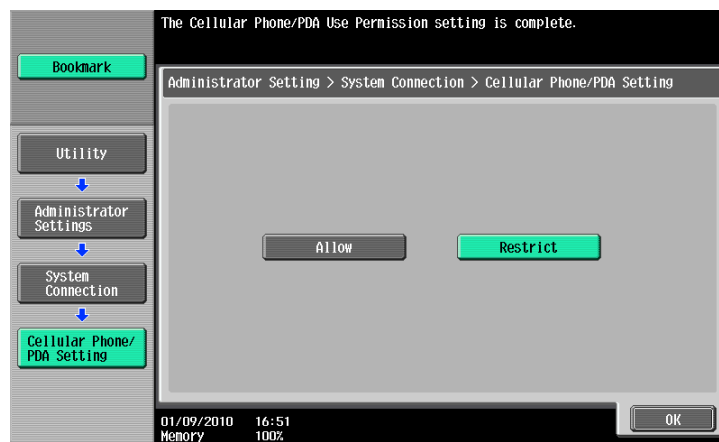 The Cellular Phone/PDA Use Permission setting is complete.
Bookmark
Administrator Setting > System Connection > Cellular Phone/PDA Setting
Utility
Administrator
Settings
System
Connection
Cellular Phone/
PDA Setting
Allow
Restrict
01/09/2010 16:51
Memory 100%
OK